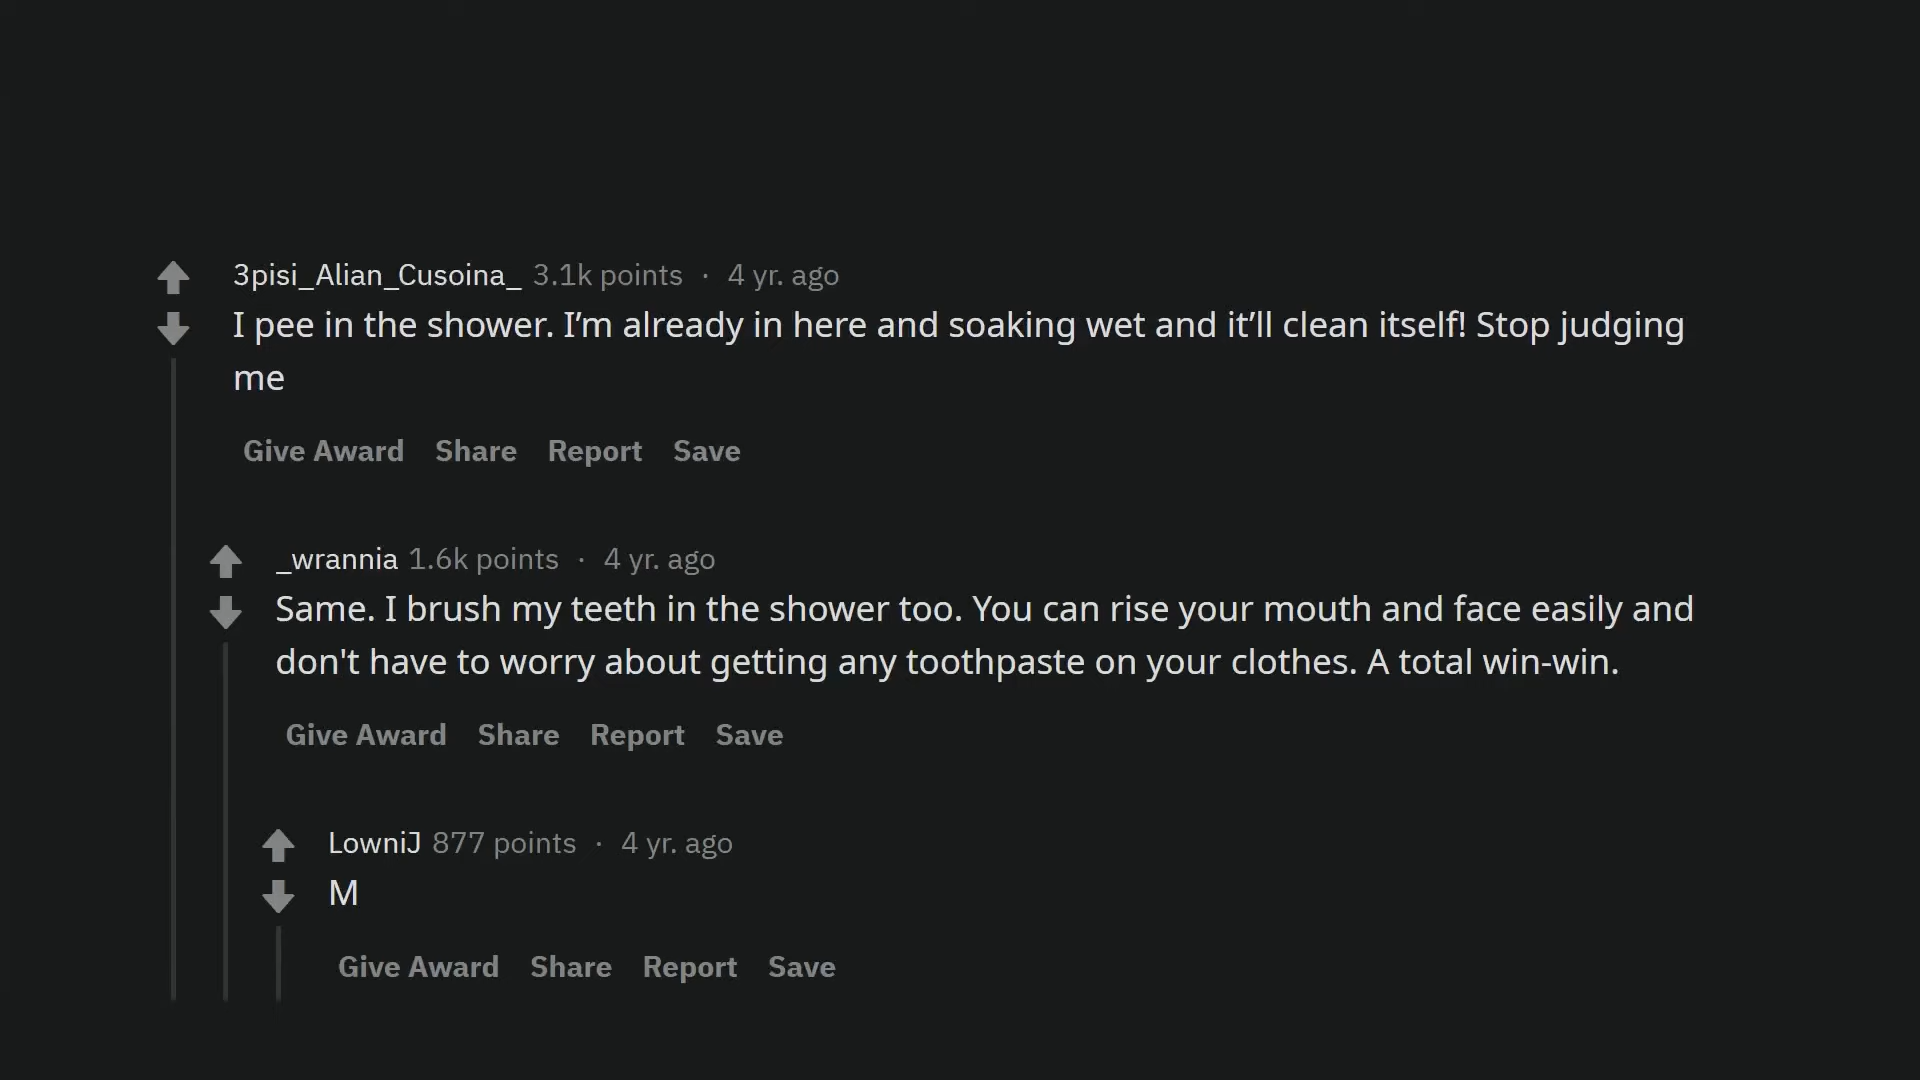 3pisi_Alian_Cusoina_ 3.1k points · 4 yr. ago
I pee in the shower. I’m already in here and soaking wet and it’ll clean itself! Stop judging
me
Give Award Share Report Save
_wrannia 1.6k points · 4 yr. ago
Same. I brush my teeth in the shower too. You can rise your mouth and face easily and
don't have to worry about getting any toothpaste on your clothes. A total win-win.
Give Award Share Report Save
LowniJ 877 points · 4 yr. ago
M
Give Award Share Report Save